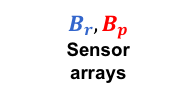 B_r, B_p
Sensor
arrays